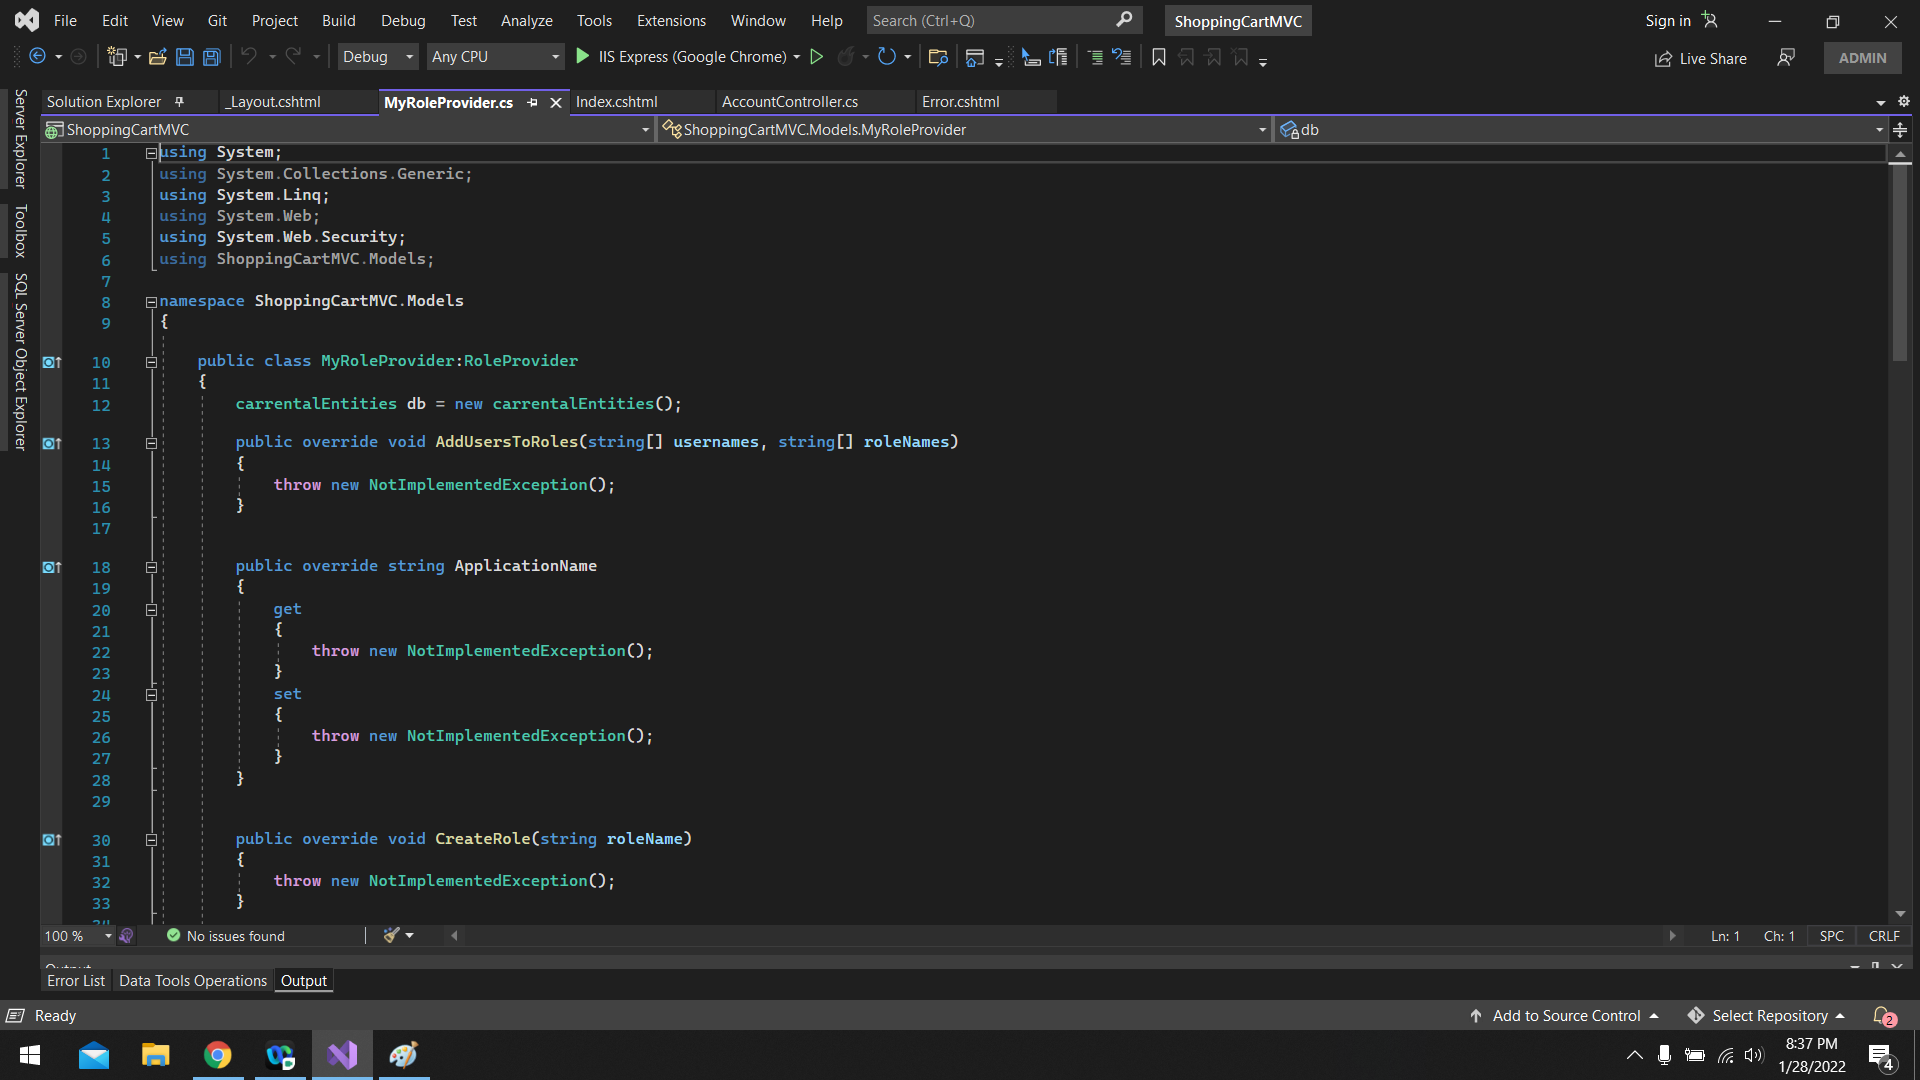 File Edit View Git Project Build Debug Test Analyze Tools Extensions Window Help Search (Ctrl+Q) ShoppingCartMVC Sign in
Debug Any CPU IIS Express (Google Chrome) Live Share ADMIN
Server Explorer
Toolbox
SQL Server Object Explorer
Solution Explorer _Layout.cshtml MyRoleProvider.cs Index.cshtml AccountController.cs Error.cshtml
ShoppingCartMVC ShoppingCartMVC.Models.MyRoleProvider db
1 using System;
2 using System.Collections.Generic;
3 using System.Linq;
4 using System.Web;
5 using System.Web.Security;
6 using ShoppingCartMVC.Models;
7
8 namespace ShoppingCartMVC.Models
9 {
10 public class MyRoleProvider:RoleProvider
11 {
12 carrentalEntities db = new carrentalEntities();
13 public override void AddUsersToRoles(string[] usernames, string[] roleNames)
14 {
15 throw new NotImplementedException();
16 }
17
18 public override string ApplicationName
19 {
20 get
21 {
22 throw new NotImplementedException();
23 }
24 set
25 {
26 throw new NotImplementedException();
27 }
28 }
29
30 public override void CreateRole(string roleName)
31 {
32 throw new NotImplementedException();
33 }
34
100 % No issues found Ln: 1 Ch: 1 SPC CRLF
Output
Error List Data Tools Operations Output
Ready Add to Source Control Select Repository 2
8:37 PM
1/28/2022 4